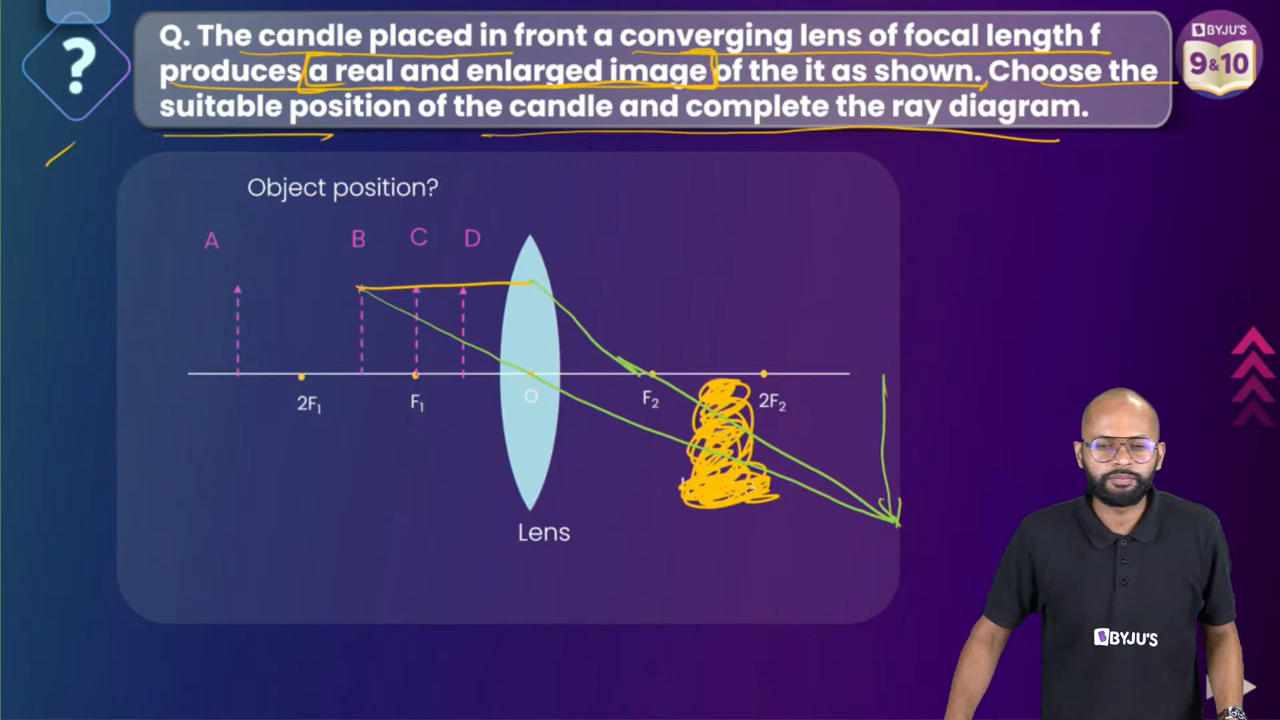 ?
Q. The candle placed in front a converging lens of focal length f
produces a real and enlarged image of the it as shown. Choose the
suitable position of the candle and complete the ray diagram.
BYJU'S
9&10
Object position?
A B C D
2F₁ F₁ O F₂ 2F₂
Lens
BYJU'S